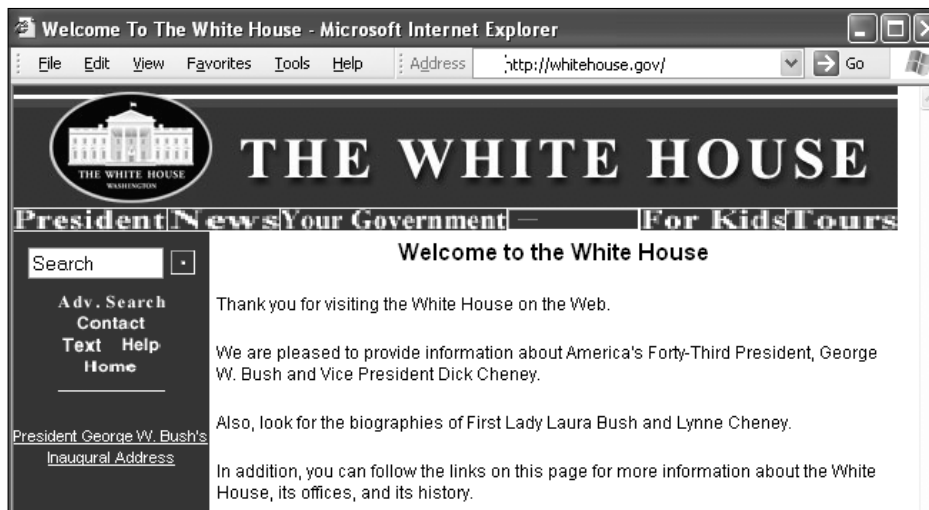 Welcome To The White House - Microsoft Internet Explorer
File Edit View Favorites Tools Help Address http://whitehouse.gov/ Go
THE WHITE HOUSE
WASHINGTON
THE WHITE HOUSE
President News Your Government For Kids Tours
Search
Adv. Search
Contact
Text Help
Home
President George W. Bush's
Inaugural Address
Welcome to the White House
Thank you for visiting the White House on the Web.
We are pleased to provide information about America's Forty-Third President, George
W. Bush and Vice President Dick Cheney.
Also, look for the biographies of First Lady Laura Bush and Lynne Cheney.
In addition, you can follow the links on this page for more information about the White
House, its offices, and its history.